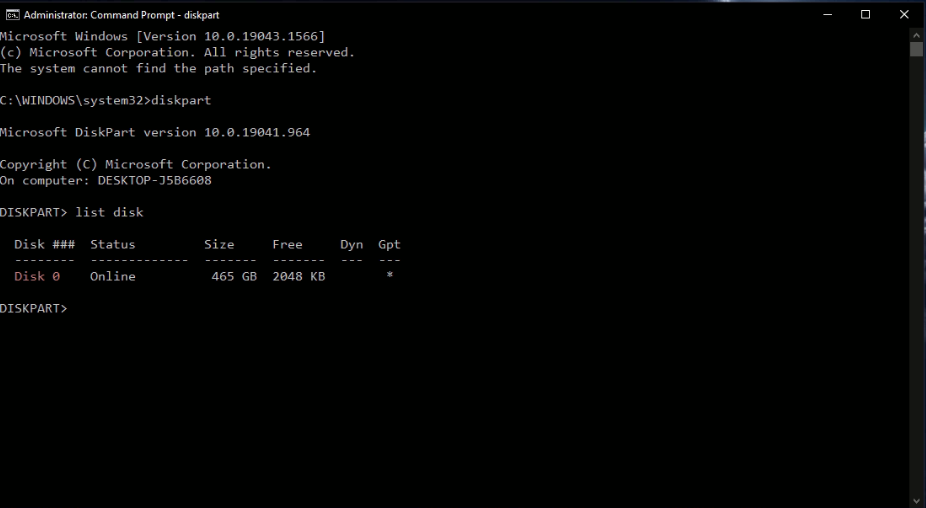 Administrator: Command Prompt - diskpart
Microsoft Windows [Version 10.0.19043.1566]
(c) Microsoft Corporation. All rights reserved.
The system cannot find the path specified.
C:\WINDOWS\system32>diskpart
Microsoft DiskPart version 10.0.19041.964
Copyright (C) Microsoft Corporation.
On computer: DESKTOP-J5B6608
DISKPART> list disk
  Disk ###  Status         Size     Free     Dyn  Gpt
  --------  -------------  -------  -------  ---  ---
  Disk 0    Online          465 GB  2048 KB        *
DISKPART>